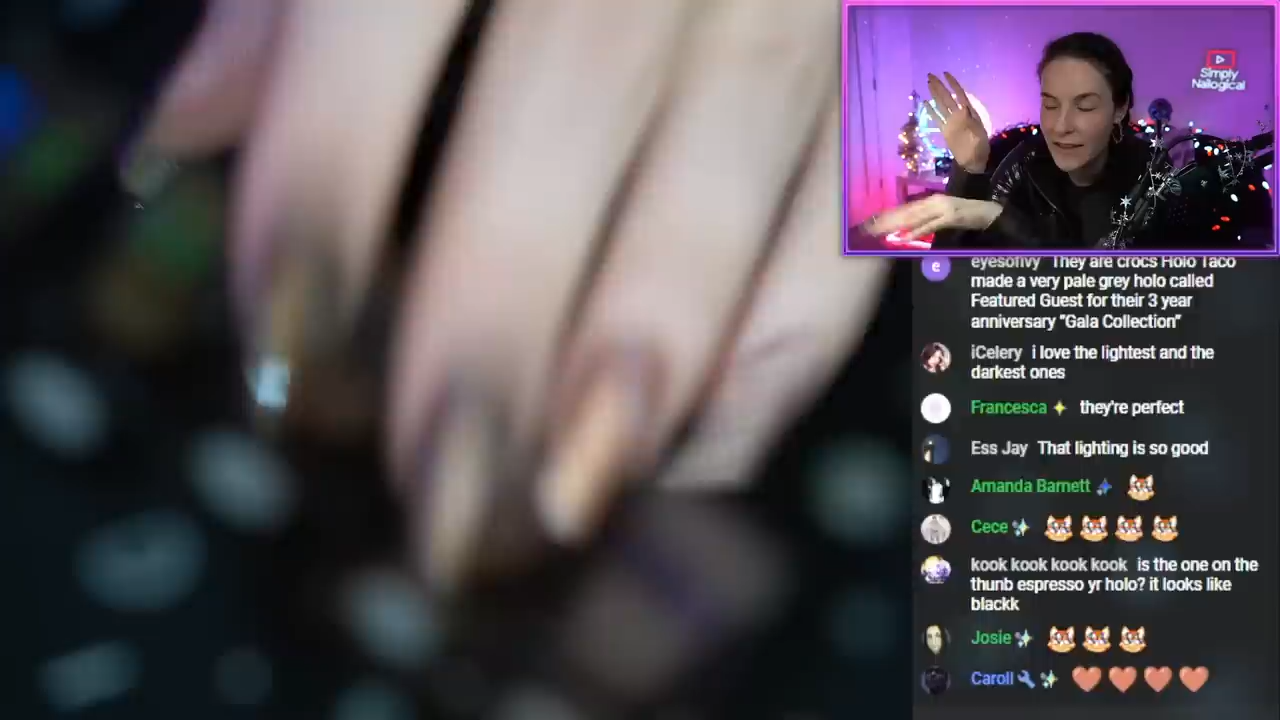 Simply
Nailogical
e
eyesofivy They are crocs Holo Taco
made a very pale grey holo called
Featured Guest for their 3 year
anniversary "Gala Collection"
iCelery i love the lightest and the
darkest ones
Francesca they're perfect
Ess Jay That lighting is so good
Amanda Barnett
Cece
kook kook kook kook is the one on the
thunb espresso yr holo? it looks like
blackk
Josie
Caroll